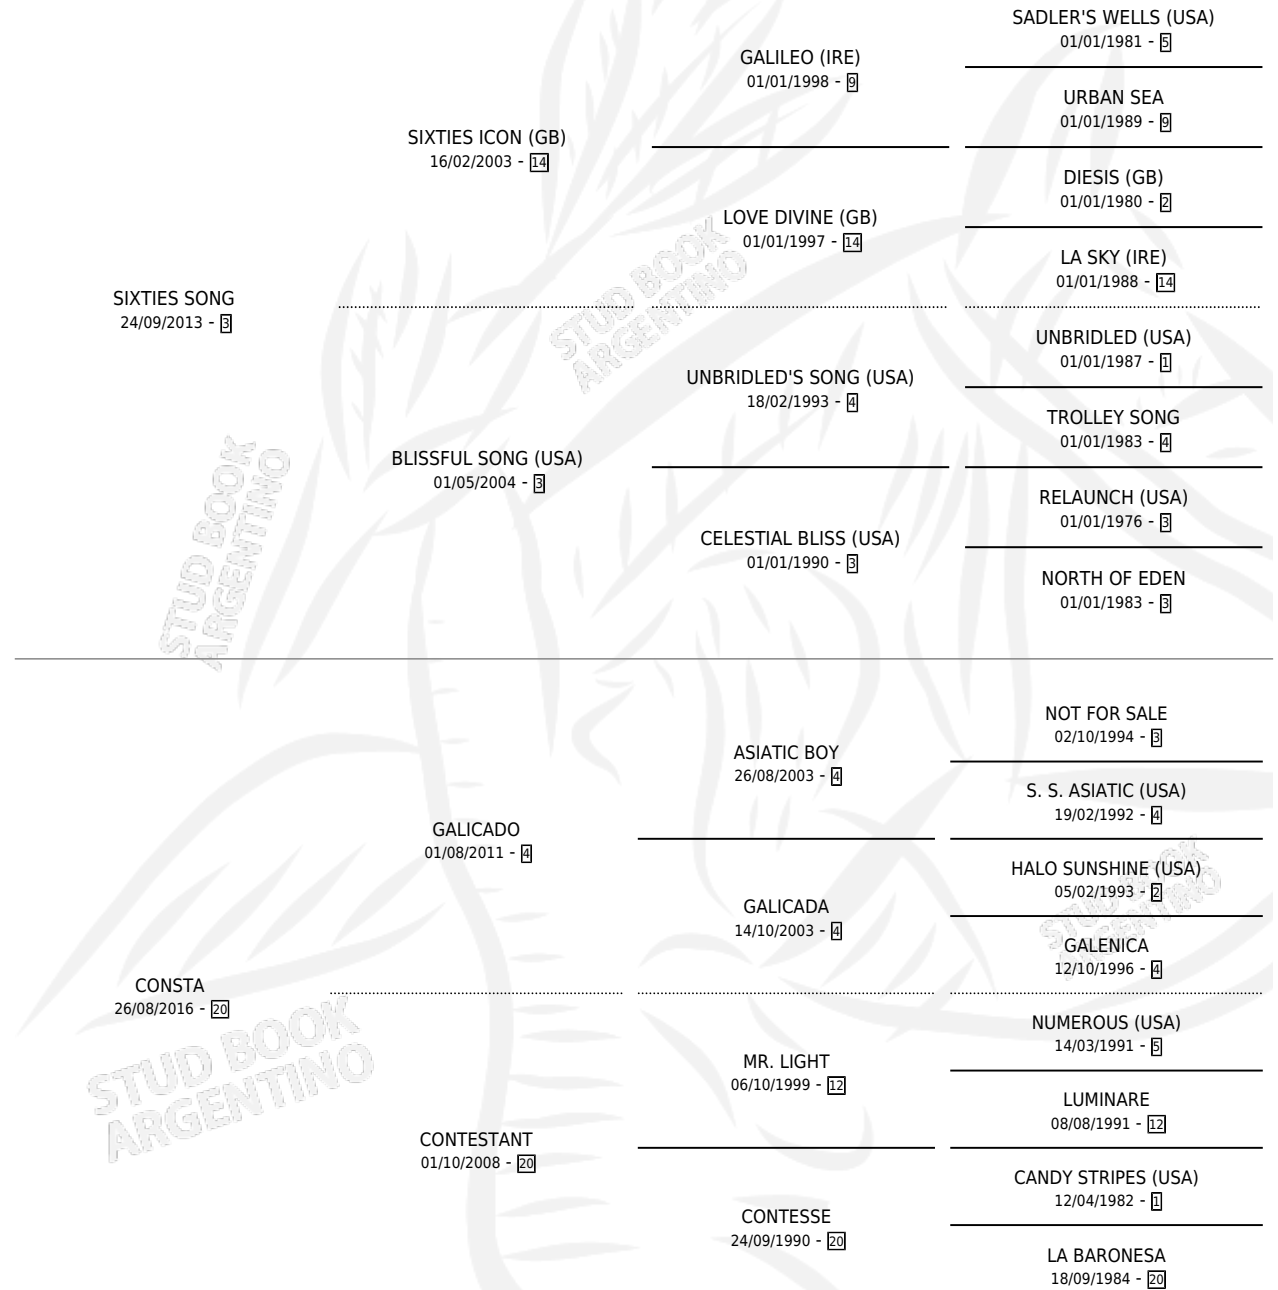 SADLER'S WELLS (USA)
01/01/1981 - 5
GALILEO (IRE)
01/01/1998 - 9
URBAN SEA
01/01/1989 - 9
SIXTIES ICON (GB)
16/02/2003 - 14
DIESIS (GB)
01/01/1980 - 2
LOVE DIVINE (GB)
01/01/1997 - 14
LA SKY (IRE)
01/01/1988 - 14
SIXTIES SONG
24/09/2013 - 3
STUD BOOK
ARGENTINO
UNBRIDLED (USA)
01/01/1987 - 1
UNBRIDLED'S SONG (USA)
18/02/1993 - 4
TROLLEY SONG
01/01/1983 - 4
BLISSFUL SONG (USA)
01/05/2004 - 3
RELAUNCH (USA)
01/01/1976 - 3
CELESTIAL BLISS (USA)
01/01/1990 - 3
NORTH OF EDEN
01/01/1983 - 3
STUD BOOK
ARGENTINO
NOT FOR SALE
02/10/1994 - 3
ASIATIC BOY
26/08/2003 - 4
S. S. ASIATIC (USA)
19/02/1992 - 4
GALICADO
01/08/2011 - 4
HALO SUNSHINE (USA)
05/02/1993 - 2
GALICADA
14/10/2003 - 4
STUD BOOK
ARGENTINO
GALENICA
12/10/1996 - 4
CONSTA
26/08/2016 - 20
NUMEROUS (USA)
14/03/1991 - 5
MR. LIGHT
06/10/1999 - 12
LUMINARE
08/08/1991 - 12
STUD BOOK
ARGENTINO
CONTESTANT
01/10/2008 - 20
CANDY STRIPES (USA)
12/04/1982 - 1
CONTESSE
24/09/1990 - 20
LA BARONESA
18/09/1984 - 20